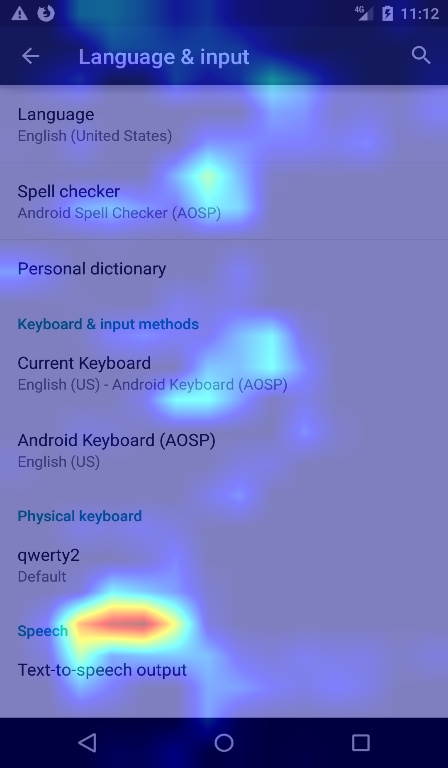 4G 11:12
Language & input
Language
English (United States)
Spell checker
Android Spell Checker (AOSP)
Personal dictionary
Keyboard & input methods
Current Keyboard
English (US) - Android Keyboard (AOSP)
Android Keyboard (AOSP)
English (US)
Physical keyboard
qwerty2
Default
Speech
Text-to-speech output